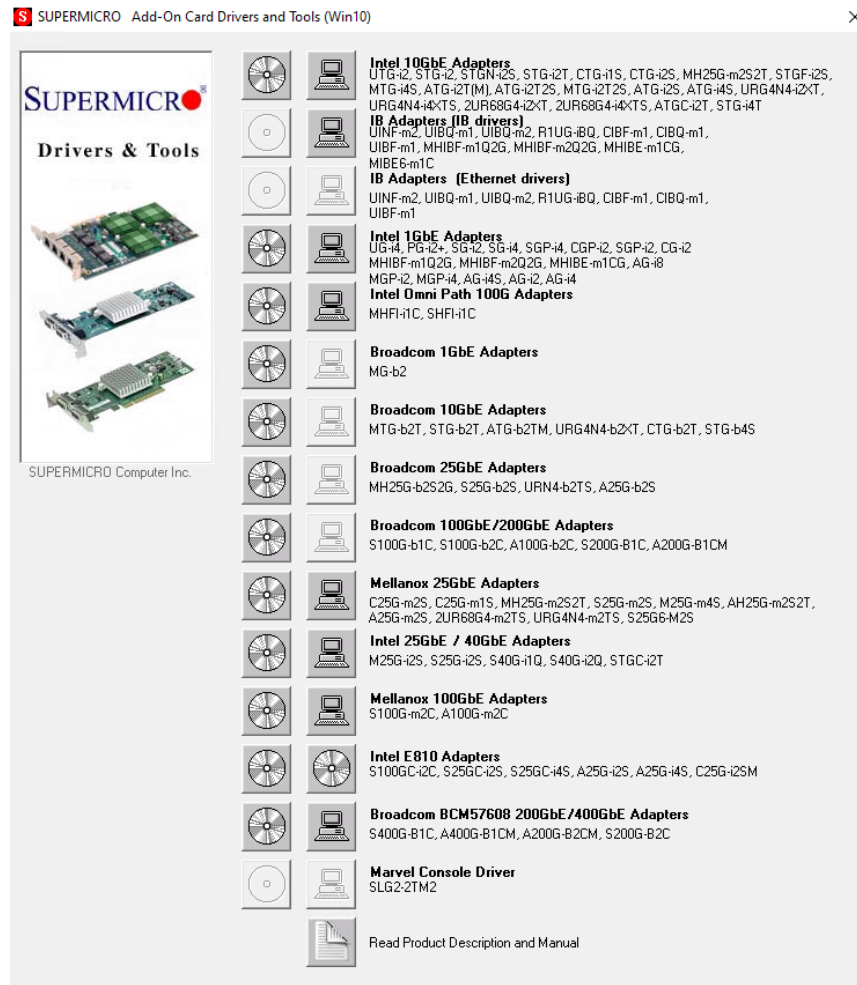 S SUPERMICRO Add-On Card Drivers and Tools (Win10)
SUPERMICRO
Drivers & Tools
SUPERMICRO Computer Inc.
Intel 10GbE Adapters
UTG-i2, STG-i2, STGN-i2S, STG-i2T, CTG-i1S, CTG-i2S, MH25G-m2S2T, STGF-i2S,
MTG-i4S, ATG-i2T(M), ATG-i2T2S, MTG-i2T2S, ATG-i2S, ATG-i4S, URG4N4-i2XT,
URG4N4-i4XTS, 2UR68G4-i2XT, 2UR68G4-i4XTS, ATGC-i2T, STG-i4T
IB Adapters (IB drivers)
UINF-m2, UIBQ-m1, UIBQ-m2, R1UG-iBQ, CIBF-m1, CIBQ-m1,
UIBF-m1, MHIBF-m1Q2G, MHIBF-m2Q2G, MHIBE-m1CG,
MIBE6-m1C
IB Adapters (Ethernet drivers)
UINF-m2, UIBQ-m1, UIBQ-m2, R1UG-iBQ, CIBF-m1, CIBQ-m1,
UIBF-m1
Intel 1GbE Adapters
UG-i4, PG-i2+, SG-i2, SG-i4, SGP-i4, CGP-i2, SGP-i2, CG-i2
MHIBF-m1Q2G, MHIBF-m2Q2G, MHIBE-m1CG, AG-i8
MGP-i2, MGP-i4, AG-i4S, AG-i2, AG-i4
Intel Omni Path 100G Adapters
MHFI-i1C, SHFI-i1C
Broadcom 1GbE Adapters
MG-b2
Broadcom 10GbE Adapters
MTG-b2T, STG-b2T, ATG-b2TM, URG4N4-b2XT, CTG-b2T, STG-b4S
Broadcom 25GbE Adapters
MH25G-b2S2G, S25G-b2S, URN4-b2TS, A25G-b2S
Broadcom 100GbE/200GbE Adapters
S100G-b1C, S100G-b2C, A100G-b2C, S200G-B1C, A200G-B1CM
Mellanox 25GbE Adapters
C25G-m2S, C25G-m1S, MH25G-m2S2T, S25G-m2S, M25G-m4S, AH25G-m2S2T,
A25G-m2S, 2UR68G4-m2TS, URG4N4-m2TS, S25G6-M2S
Intel 25GbE / 40GbE Adapters
M25G-i2S, S25G-i2S, S40G-i1Q, S40G-i2Q, STGC-i2T
Mellanox 100GbE Adapters
S100G-m2C, A100G-m2C
Intel E810 Adapters
S100GC-i2C, S25GC-i2S, S25GC-i4S, A25G-i2S, A25G-i4S, C25G-i2SM
Broadcom BCM57608 200GbE/400GbE Adapters
S400G-B1C, A400G-B1CM, A200G-B2CM, S200G-B2C
Marvel Console Driver
SLG2-2TM2
Read Product Description and Manual